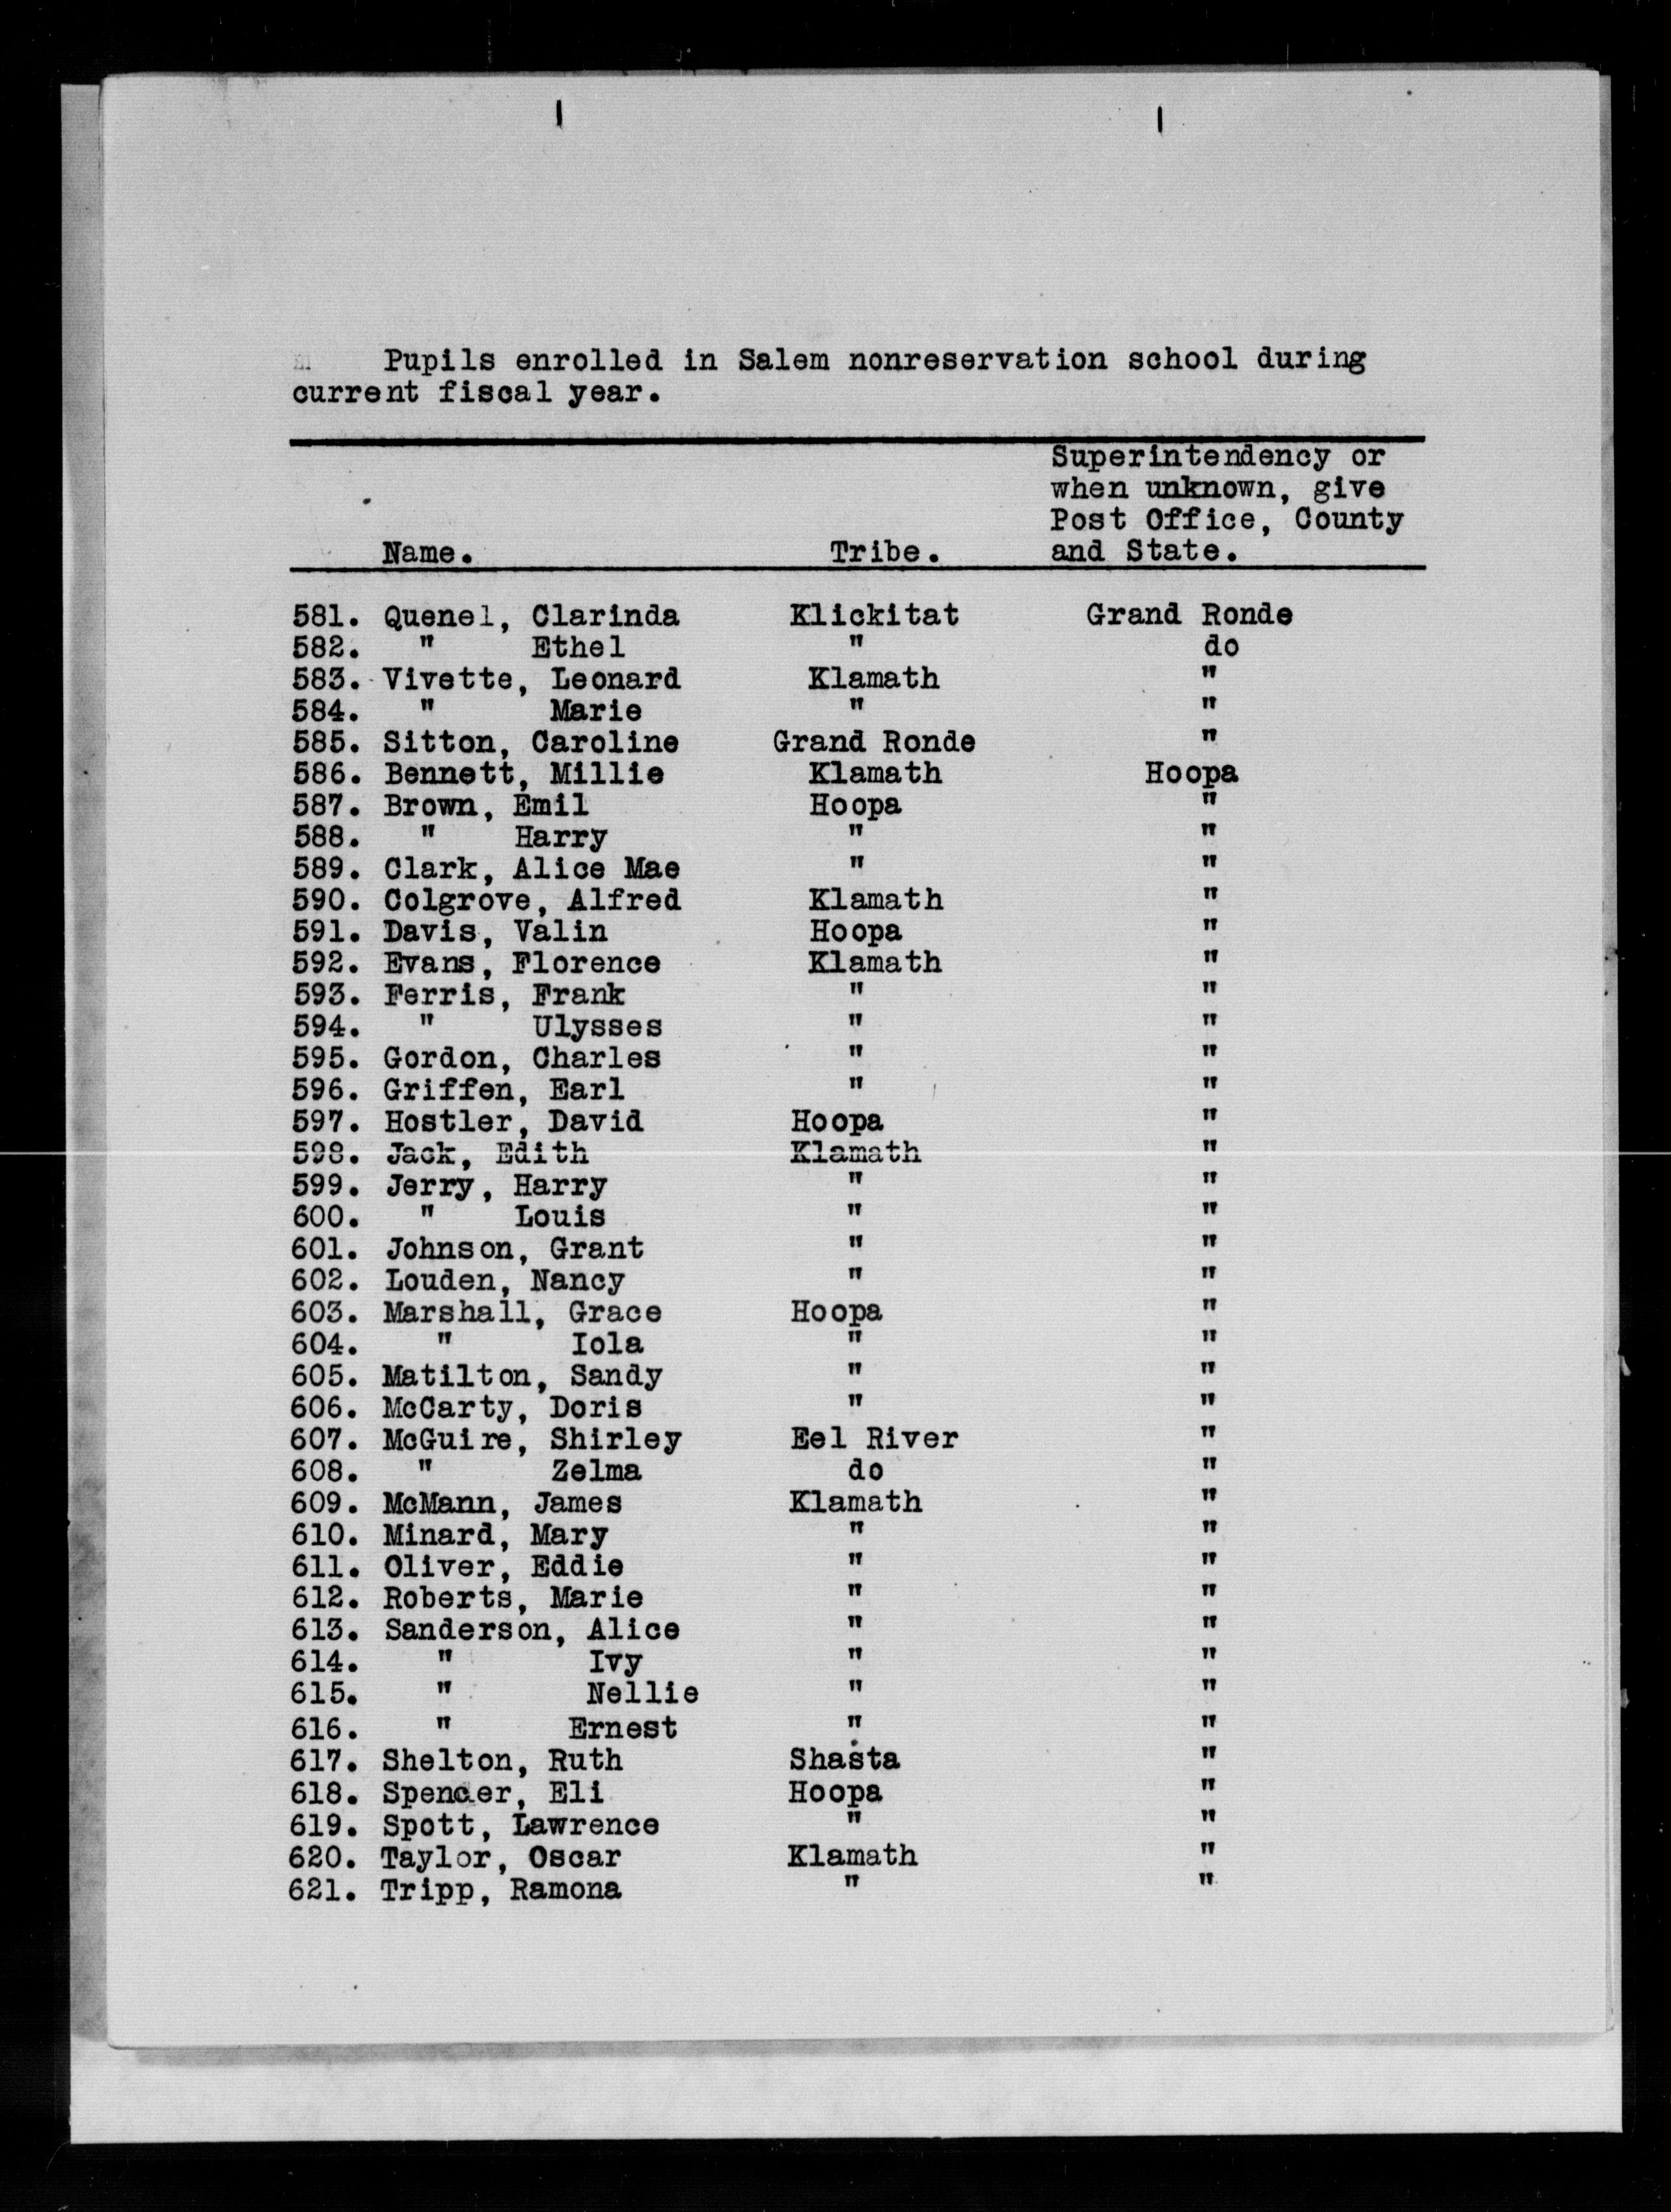 Pupils enrolled in Salem nonreservation school during
current fiscal year.
Superintendency or
when unknown, give
Post Office, County
Name. Tribe. and State.
581. Quenel, Clarinda Klickitat Grand Ronde
582. " Ethel " do
583. Vivette, Leonard Klamath "
584. " Marie " "
585. Sitton, Caroline Grand Ronde "
586. Bennett, Millie Klamath Hoopa
587. Brown, Emil Hoopa "
588. " Harry " "
589. Clark, Alice Mae " "
590. Colgrove, Alfred Klamath "
591. Davis, Valin Hoopa "
592. Evans, Florence Klamath "
593. Ferris, Frank " "
594. " Ulysses " "
595. Gordon, Charles " "
596. Griffen, Earl " "
597. Hostler, David Hoopa "
598. Jack, Edith Klamath "
599. Jerry, Harry " "
600. " Louis " "
601. Johnson, Grant " "
602. Louden, Nancy " "
603. Marshall, Grace Hoopa "
604. " Iola " "
605. Matilton, Sandy " "
606. McCarty, Doris " "
607. McGuire, Shirley Eel River "
608. " Zelma do "
609. McMann, James Klamath "
610. Minard, Mary " "
611. Oliver, Eddie " "
612. Roberts, Marie " "
613. Sanderson, Alice " "
614. " Ivy " "
615. " Nellie " "
616. " Ernest " "
617. Shelton, Ruth Shasta "
618. Spencer, Eli Hoopa "
619. Spott, Lawrence " "
620. Taylor, Oscar Klamath "
621. Tripp, Ramona " "